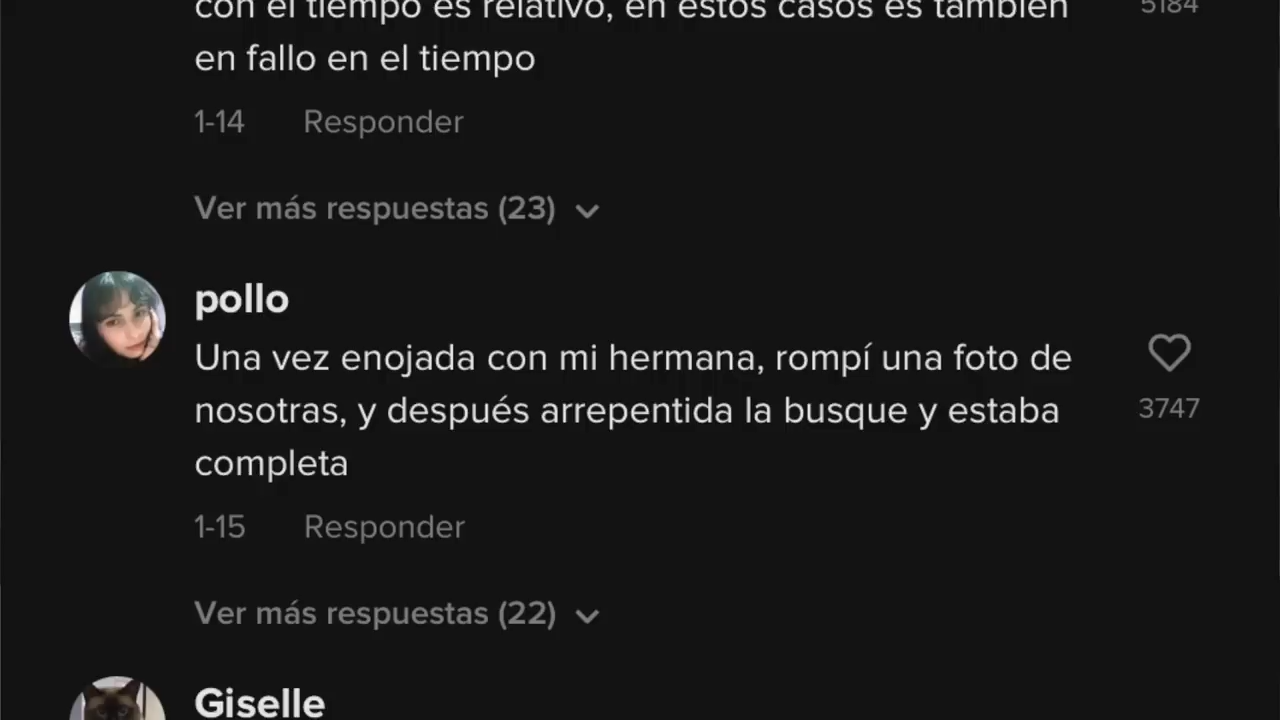 con el tiempo es relativo, en estos casos es también
5184
en fallo en el tiempo
1-14 Responder
Ver más respuestas (23)
pollo
Una vez enojada con mi hermana, rompí una foto de
nosotras, y después arrepentida la busque y estaba
completa
3747
1-15 Responder
Ver más respuestas (22)
Giselle